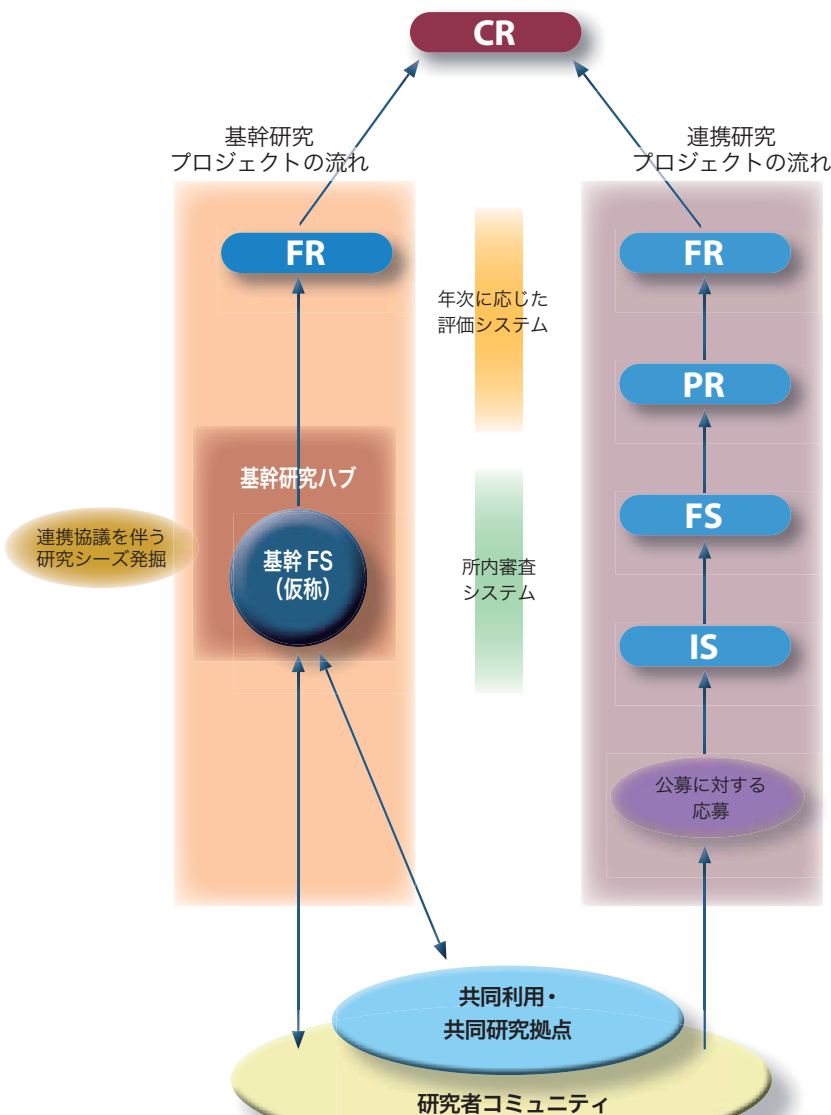 CR
基幹研究
プロジェクトの流れ
連携研究
プロジェクトの流れ
FR
FR
年次に応じた
評価システム
PR
基幹研究ハブ
連携協議を伴う
研究シーズ発掘
基幹 FS
（仮称）
FS
所内審査
システム
IS
公募に対する
応募
共同利用・
共同研究拠点
研究者コミュニティ